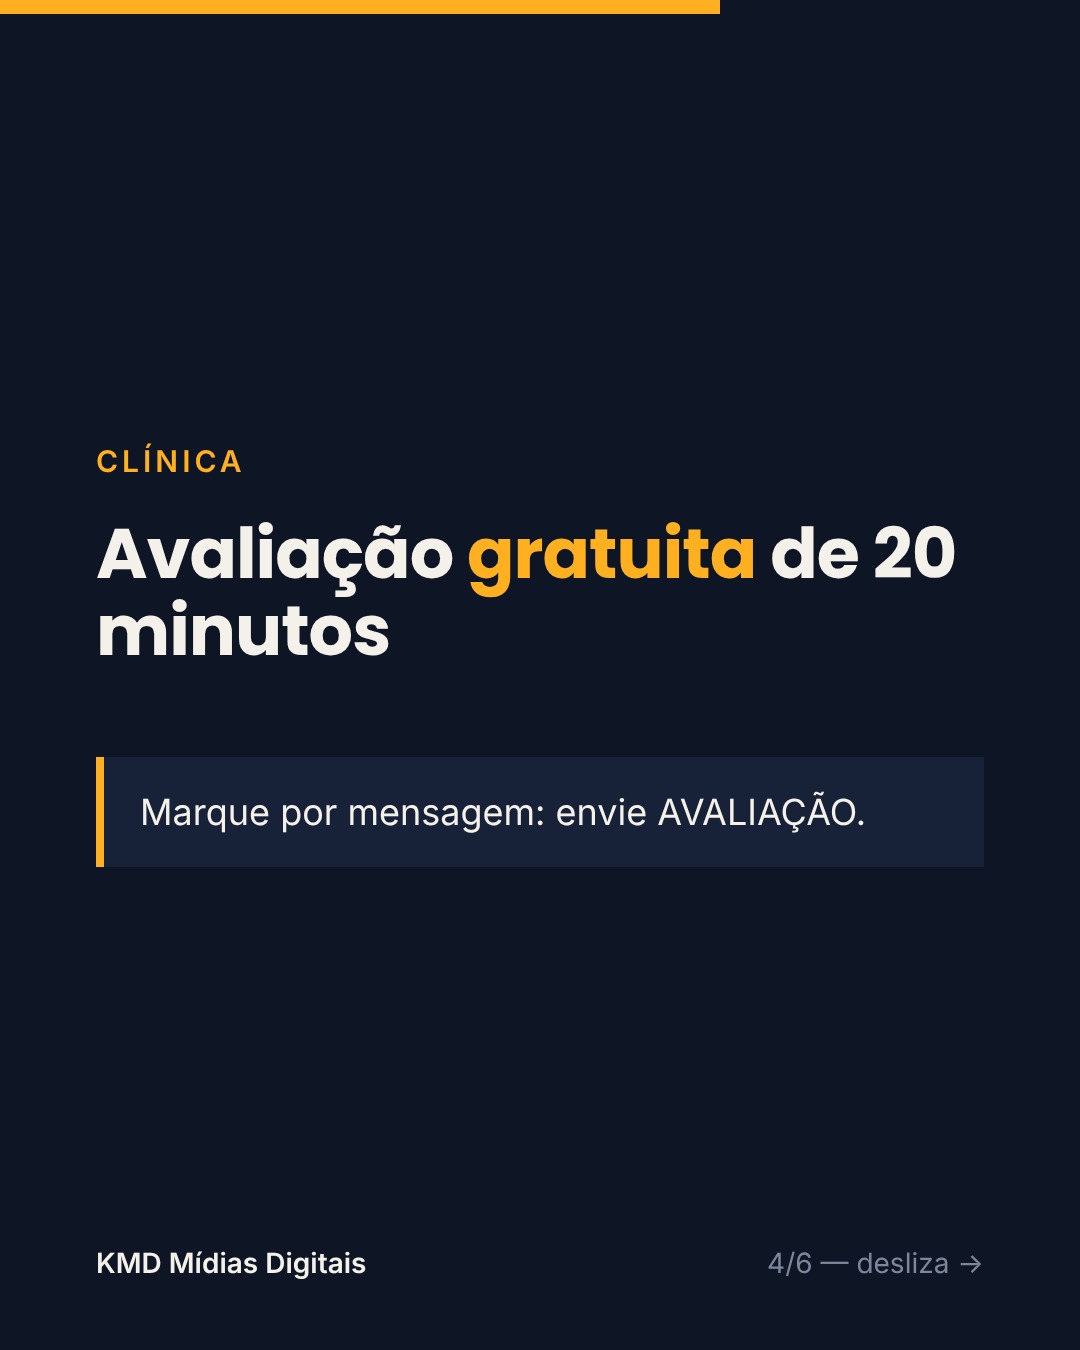 CLÍNICA
Avaliação gratuita de 20
minutos
Marque por mensagem: envie AVALIAÇÃO.
KMD Mídias Digitais
4/6 — desliza →